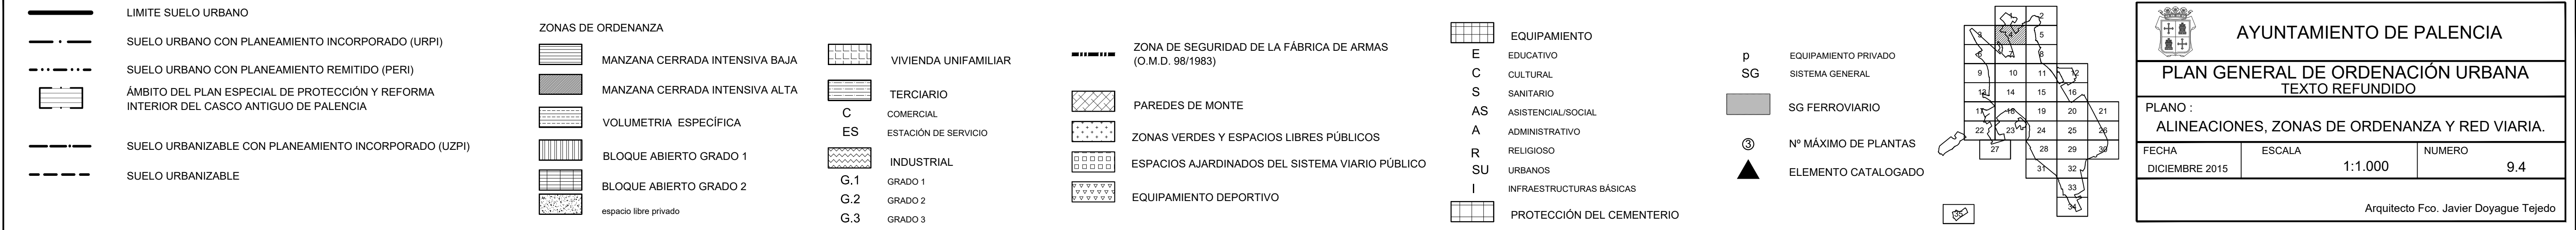 LIMITE SUELO URBANO
SUELO URBANO CON PLANEAMIENTO INCORPORADO (URPI)
SUELO URBANO CON PLANEAMIENTO REMITIDO (PERI)
ÁMBITO DEL PLAN ESPECIAL DE PROTECCIÓN Y REFORMA
INTERIOR DEL CASCO ANTIGUO DE PALENCIA
SUELO URBANIZABLE CON PLANEAMIENTO INCORPORADO (UZPI)
SUELO URBANIZABLE
ZONAS DE ORDENANZA
MANZANA CERRADA INTENSIVA BAJA
MANZANA CERRADA INTENSIVA ALTA
VOLUMETRIA ESPECÍFICA
BLOQUE ABIERTO GRADO 1
BLOQUE ABIERTO GRADO 2
espacio libre privado
VIVIENDA UNIFAMILIAR
TERCIARIO
C COMERCIAL
ES ESTACIÓN DE SERVICIO
INDUSTRIAL
G.1 GRADO 1
G.2 GRADO 2
G.3 GRADO 3
ZONA DE SEGURIDAD DE LA FÁBRICA DE ARMAS
(O.M.D. 98/1983)
PAREDES DE MONTE
ZONAS VERDES Y ESPACIOS LIBRES PÚBLICOS
ESPACIOS AJARDINADOS DEL SISTEMA VIARIO PÚBLICO
EQUIPAMIENTO DEPORTIVO
EQUIPAMIENTO
E EDUCATIVO
C CULTURAL
S SANITARIO
AS ASISTENCIAL/SOCIAL
A ADMINISTRATIVO
R RELIGIOSO
SU URBANOS
I INFRAESTRUCTURAS BÁSICAS
PROTECCIÓN DEL CEMENTERIO
p EQUIPAMIENTO PRIVADO
SG SISTEMA GENERAL
SG FERROVIARIO
3 Nº MÁXIMO DE PLANTAS
ELEMENTO CATALOGADO
1 2
3 4 5
6 7 8
9 10 11 12
13 14 15 16
17 18 19 20 21
22 23 24 25 26
27 28 29 30
31 32
33
34
35
AYUNTAMIENTO DE PALENCIA
PLAN GENERAL DE ORDENACIÓN URBANA
TEXTO REFUNDIDO
PLANO :
ALINEACIONES, ZONAS DE ORDENANZA Y RED VIARIA.
FECHA ESCALA NUMERO
DICIEMBRE 2015 1:1.000 9.4
Arquitecto Fco. Javier Doyague Tejedo